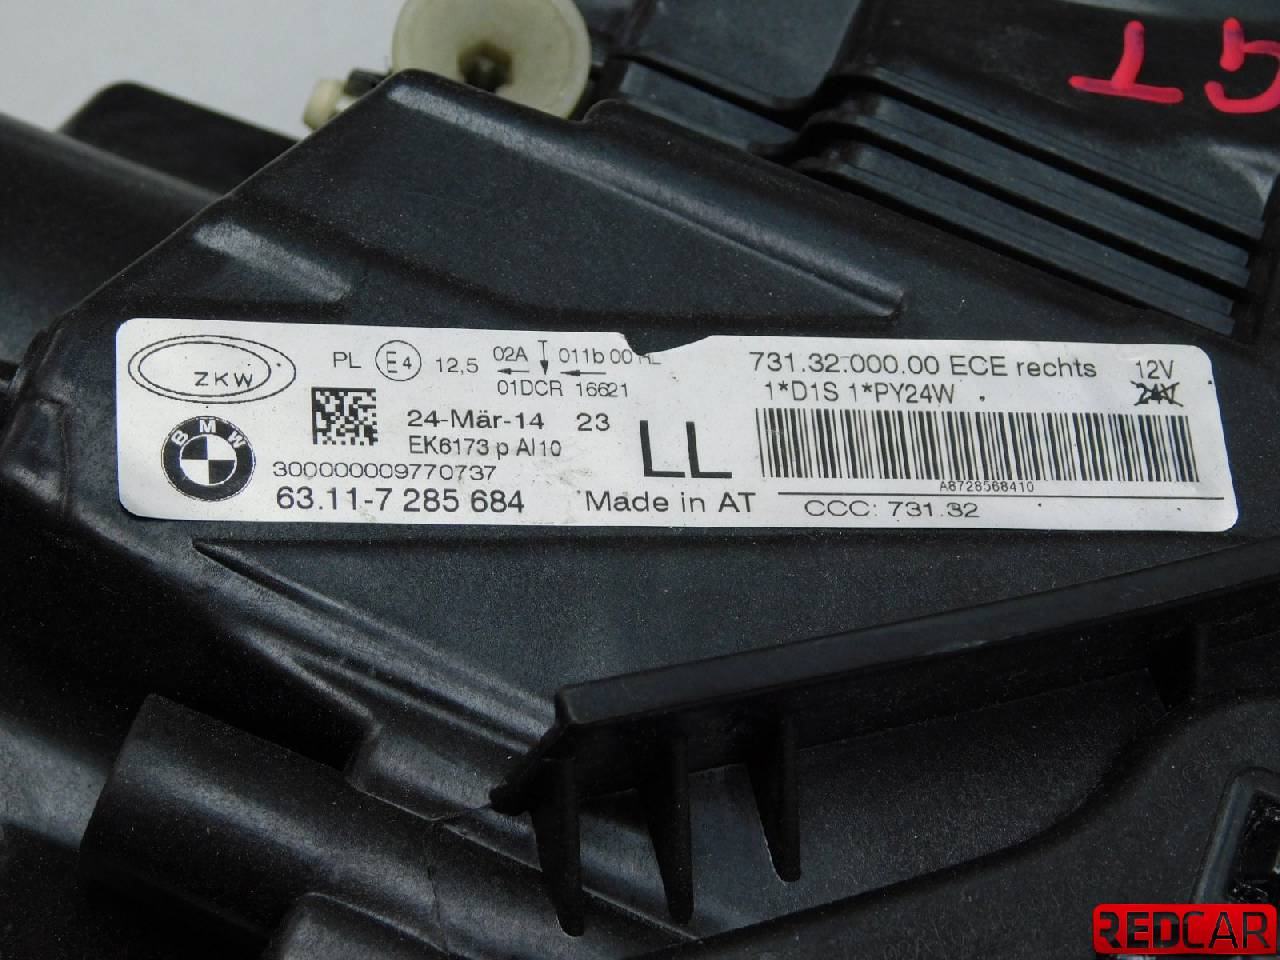 ZKW
PL E4 12,5 02A 011b 00
01DCR 16621
24-Mär-14 23
EK6173 p AI10
300000009770737
63.11-7 285 684
BMW
LL
Made in AT
731.32.000.00 ECE rechts
1*D1S 1*PY24W
12V
24V
A8728568410
CCC: 731.32
REDCAR